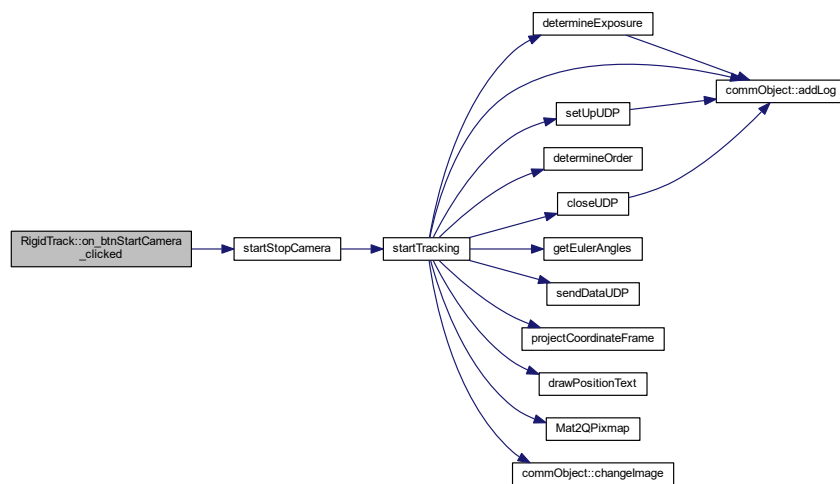 RigidTrack::on_btnStartCamera
_clicked
startStopCamera
startTracking
determineExposure
commObject::addLog
setUpUDP
determineOrder
closeUDP
getEulerAngles
sendDataUDP
projectCoordinateFrame
drawPositionText
Mat2QPixmap
commObject::changeImage